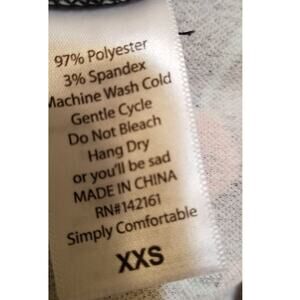 97% Polyester
3% Spandex
Machine Wash Cold
Gentle Cycle
Do Not Bleach
Hang Dry
or you'll be sad
MADE IN CHINA
RN#142161
Simply Comfortable
XXS